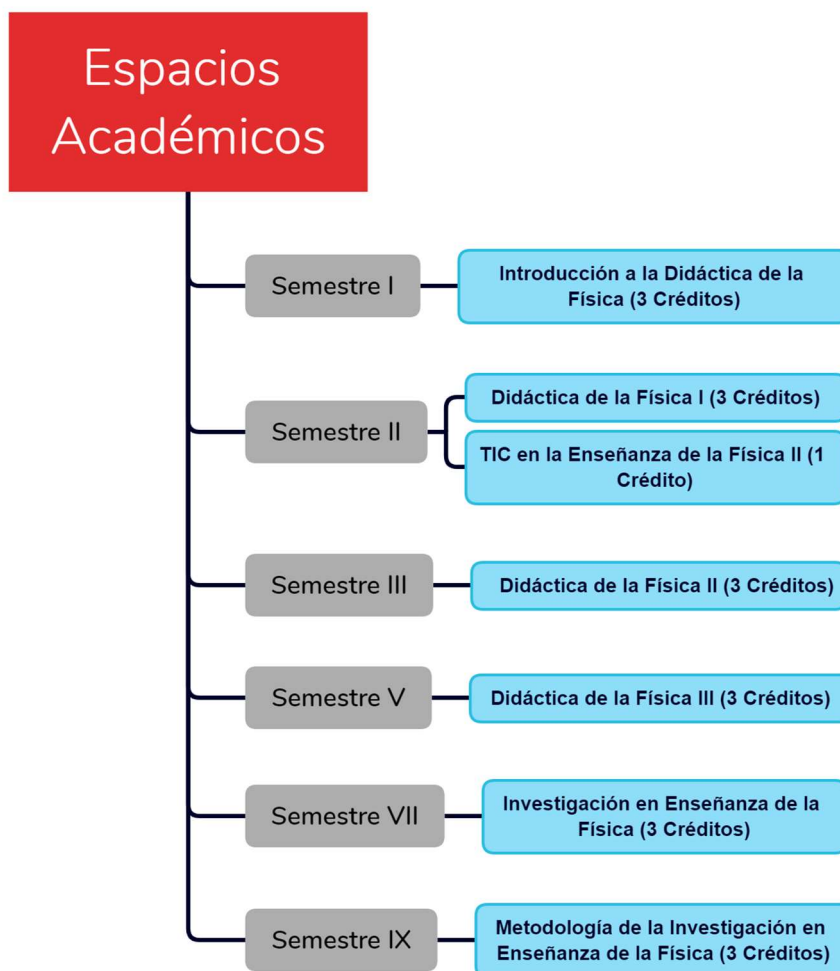 Espacios
Académicos
Semestre I
Introducción a la Didáctica de la
Física (3 Créditos)
Semestre II
Didáctica de la Física I (3 Créditos)
TIC en la Enseñanza de la Física II (1
Crédito)
Semestre III
Didáctica de la Física II (3 Créditos)
Semestre V
Didáctica de la Física III (3 Créditos)
Semestre VII
Investigación en Enseñanza de la
Física (3 Créditos)
Semestre IX
Metodología de la Investigación en
Enseñanza de la Física (3 Créditos)